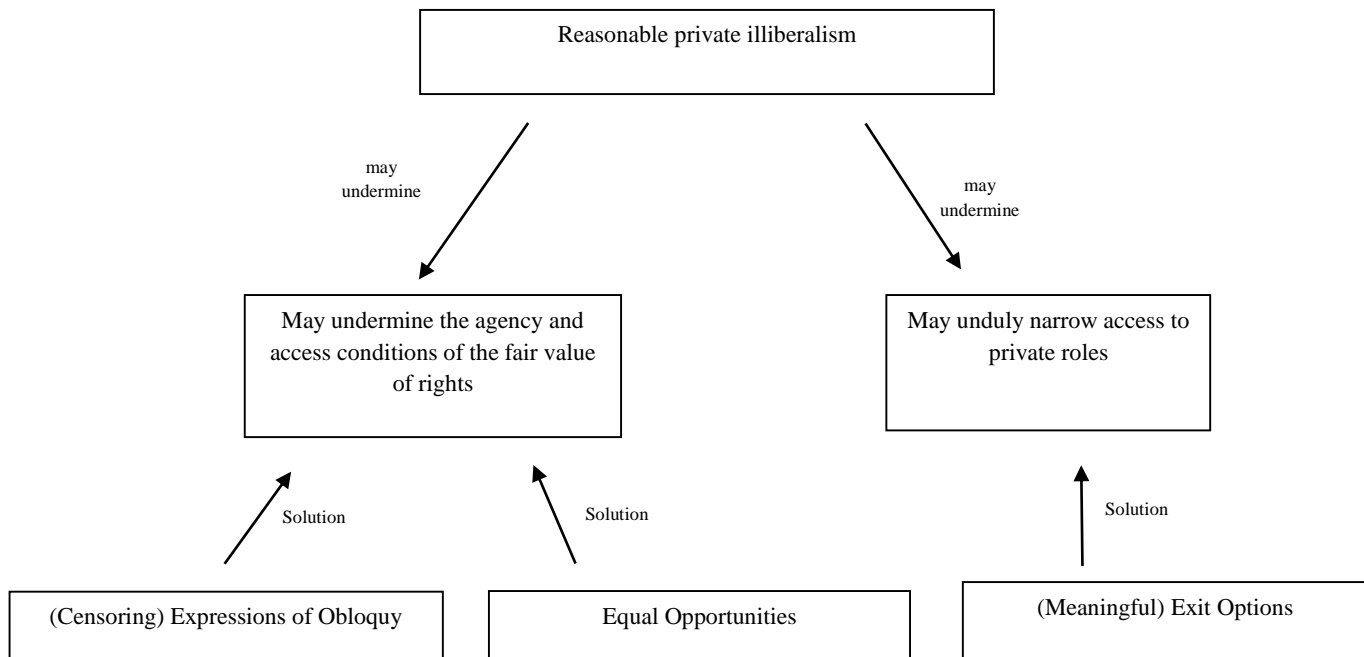 Reasonable private illiberalism
may
undermine
may
undermine
May undermine the agency and
access conditions of the fair value
of rights
May unduly narrow access to
private roles
Solution
Solution
Solution
(Censoring) Expressions of Obloquy
Equal Opportunities
(Meaningful) Exit Options